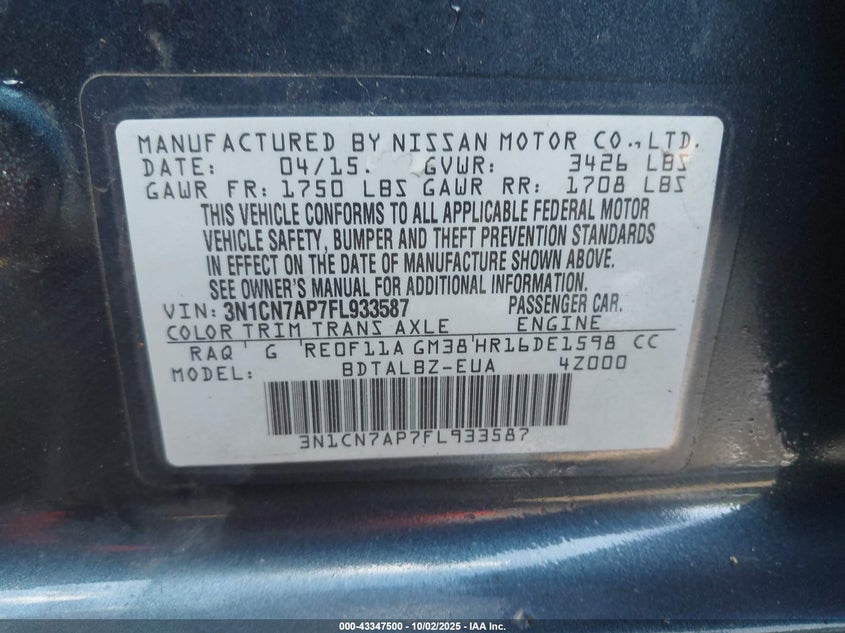 MANUFACTURED BY NISSAN MOTOR CO., LTD.
DATE: 04/15. GVWR: 3426 LBS
GAWR FR: 1750 LBS GAWR RR: 1708 LBS
THIS VEHICLE CONFORMS TO ALL APPLICABLE FEDERAL MOTOR
VEHICLE SAFETY, BUMPER AND THEFT PREVENTION STANDARDS
IN EFFECT ON THE DATE OF MANUFACTURE SHOWN ABOVE.
SEE OWNER'S MANUAL FOR ADDITIONAL INFORMATION.
VIN: 3N1CN7AP7FL933587 PASSENGER CAR.
COLOR TRIM TRANS AXLE ENGINE
RAQ G RE0F11A GM38 HR16DE1598 CC
MODEL: BDTALBZ-EUA 4Z000
3N1CN7AP7FL933587
000-43347500 - 10/02/2025 - IAA Inc.